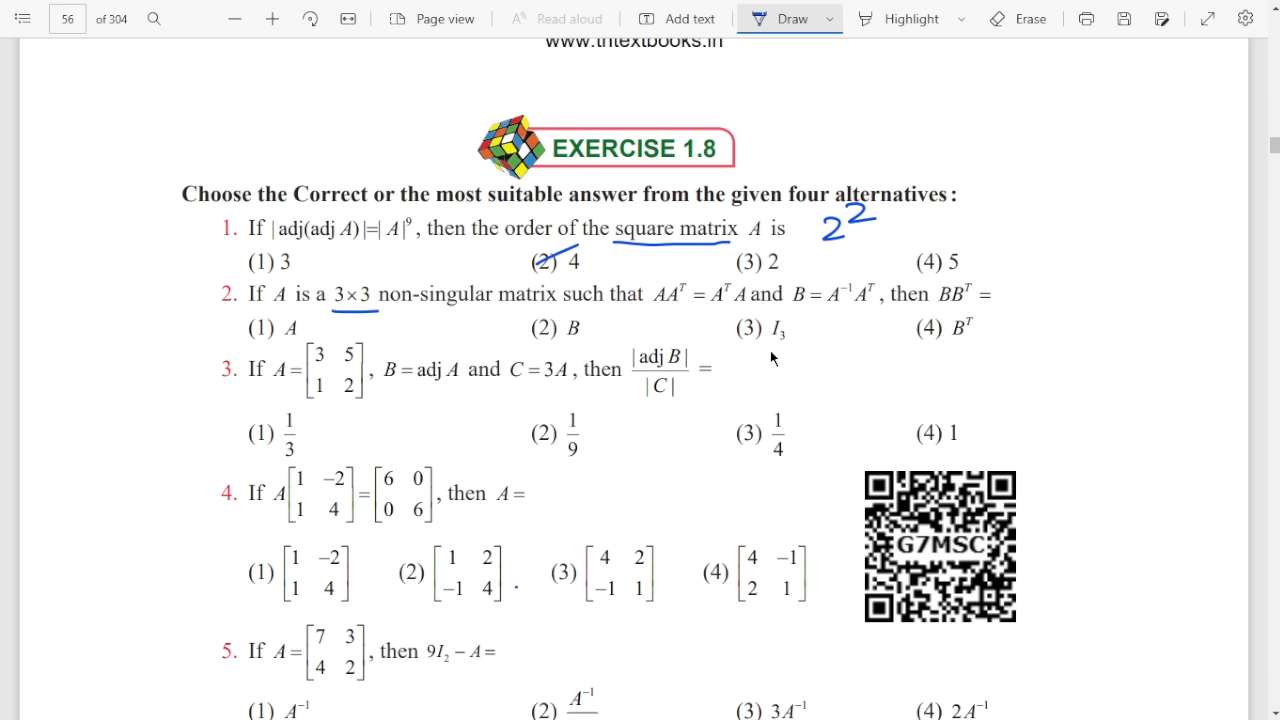 56 of 304 Page view Read aloud Add text Draw Highlight Erase
www.tntextbooks.in
EXERCISE 1.8
Choose the Correct or the most suitable answer from the given four alternatives :
1. If |adj(adj A)|=| A|⁹, then the order of the square matrix A is 2²
(1) 3 (2) 4 (3) 2 (4) 5
2. If A is a 3×3 non-singular matrix such that AAᵀ = AᵀA and B = A⁻¹Aᵀ, then BBᵀ =
(1) A (2) B (3) I₃ (4) Bᵀ
3. If A = [3 5; 1 2], B = adj A and C = 3A, then |adj B| / |C| =
(1) 1/3 (2) 1/9 (3) 1/4 (4) 1
4. If A[1 −2; 1 4] = [6 0; 0 6], then A =
(1) [1 −2; 1 4] (2) [1 2; −1 4] (3) [4 2; −1 1] (4) [4 −1; 2 1]
G7MSC
5. If A = [7 3; 4 2], then 9I₂ − A =
(1) A⁻¹ (2) A⁻¹ (3) 3A⁻¹ (4) 2A⁻¹